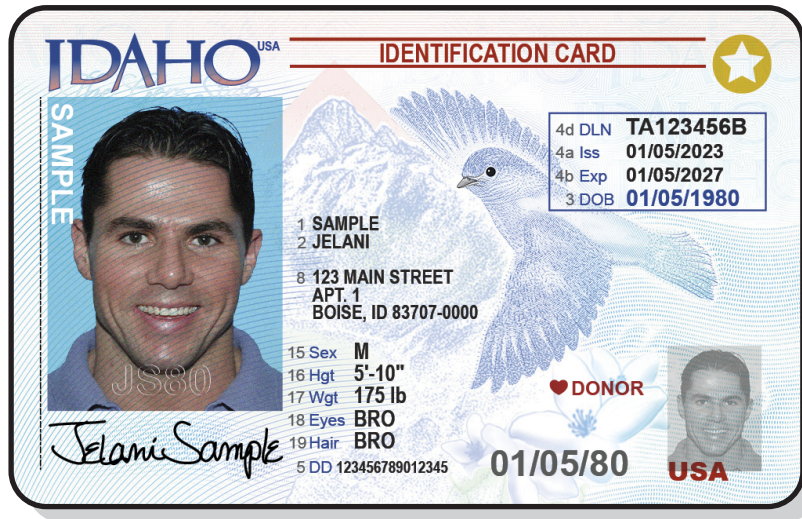 IDAHO USA
IDENTIFICATION CARD
SAMPLE
4d DLN TA123456B
4a Iss 01/05/2023
4b Exp 01/05/2027
3 DOB 01/05/1980
1 SAMPLE
2 JELANI
8 123 MAIN STREET
APT. 1
BOISE, ID 83707-0000
15 Sex M
16 Hgt 5'-10"
17 Wgt 175 lb
18 Eyes BRO
19 Hair BRO
5 DD 123456789012345
JS80
Jelani Sample
DONOR
01/05/80
USA